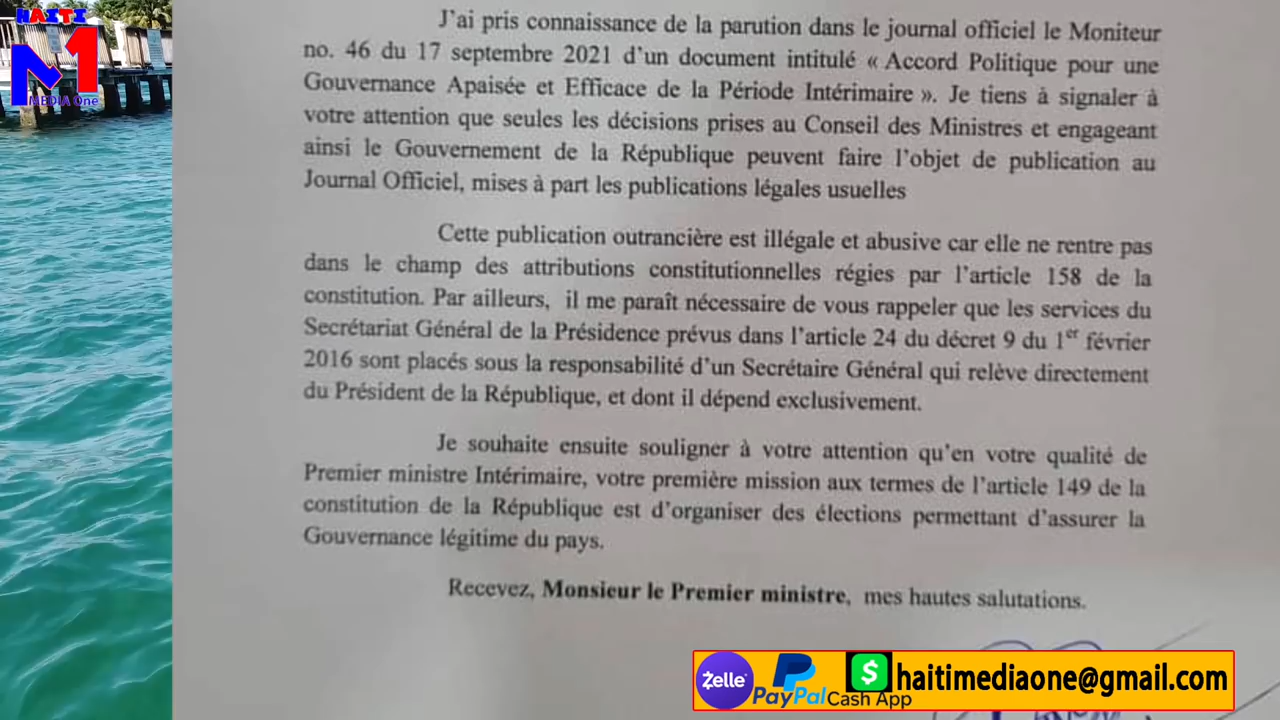 HAITI
M1
MEDIA One
J'ai pris connaissance de la parution dans le journal officiel le Moniteur
no. 46 du 17 septembre 2021 d'un document intitulé « Accord Politique pour une
Gouvernance Apaisée et Efficace de la Période Intérimaire ». Je tiens à signaler à
votre attention que seules les décisions prises au Conseil des Ministres et engageant
ainsi le Gouvernement de la République peuvent faire l'objet de publication au
Journal Officiel, mises à part les publications légales usuelles
Cette publication outrancière est illégale et abusive car elle ne rentre pas
dans le champ des attributions constitutionnelles régies par l'article 158 de la
constitution. Par ailleurs, il me paraît nécessaire de vous rappeler que les services du
Secrétariat Général de la Présidence prévus dans l'article 24 du décret 9 du 1er février
2016 sont placés sous la responsabilité d'un Secrétaire Général qui relève directement
du Président de la République, et dont il dépend exclusivement.
Je souhaite ensuite souligner à votre attention qu'en votre qualité de
Premier ministre Intérimaire, votre première mission aux termes de l'article 149 de la
constitution de la République est d'organiser des élections permettant d'assurer la
Gouvernance légitime du pays.
Recevez, Monsieur le Premier ministre, mes hautes salutations.
Zelle PayPal $ Cash App haitimediaone@gmail.com